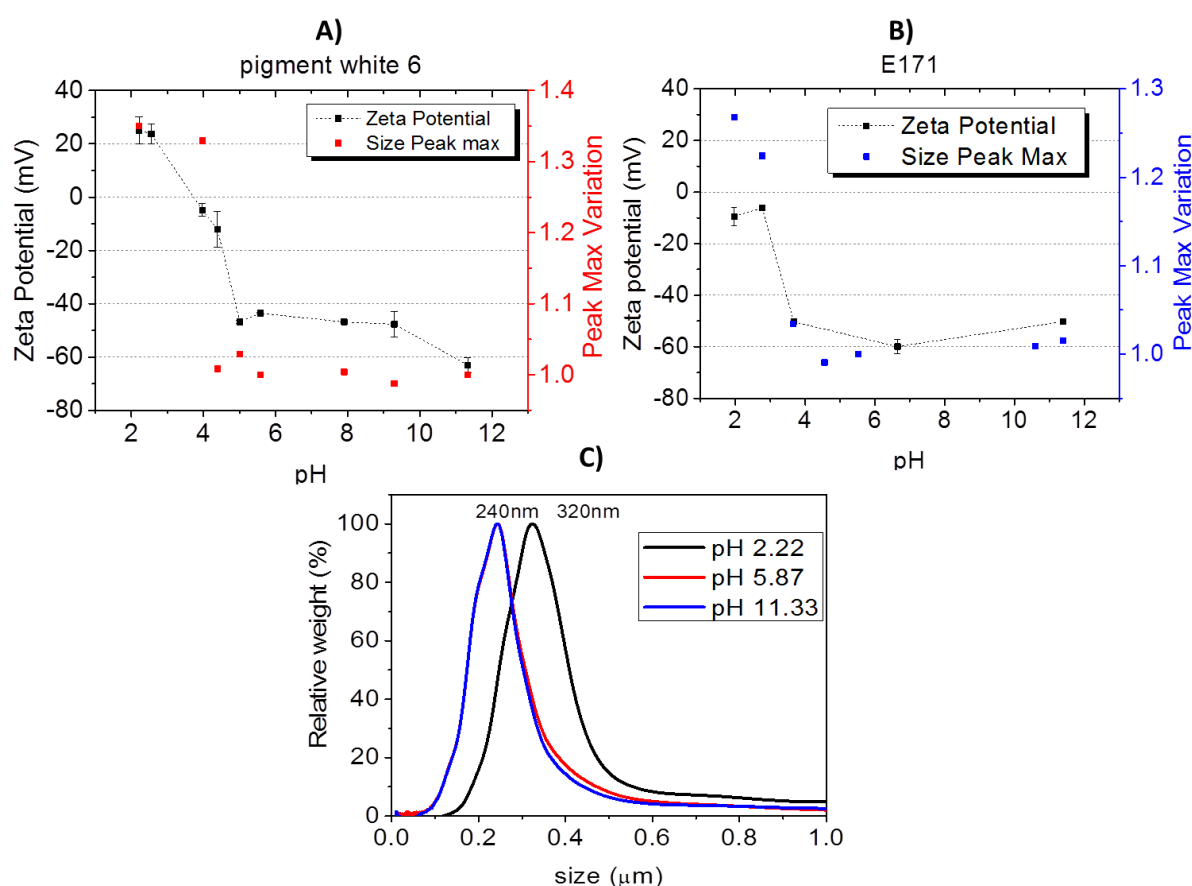 A)
pigment white 6
Zeta Potential (mV)
40
20
0
-20
-40
-60
-80
Zeta Potential
Size Peak max
1.4
1.3
1.2
1.1
1.0
Peak Max Variation
2 4 6 8 10 12
pH
B)
E171
Zeta potential (mV)
40
20
0
-20
-40
-60
-80
Zeta Potential
Size Peak Max
1.3
1.2
1.1
1.0
Peak Max Variation
2 4 6 8 10 12
pH
C)
240nm 320nm
Relative weight (%)
100
80
60
40
20
0
pH 2.22
pH 5.87
pH 11.33
0.0 0.2 0.4 0.6 0.8 1.0
size (μm)